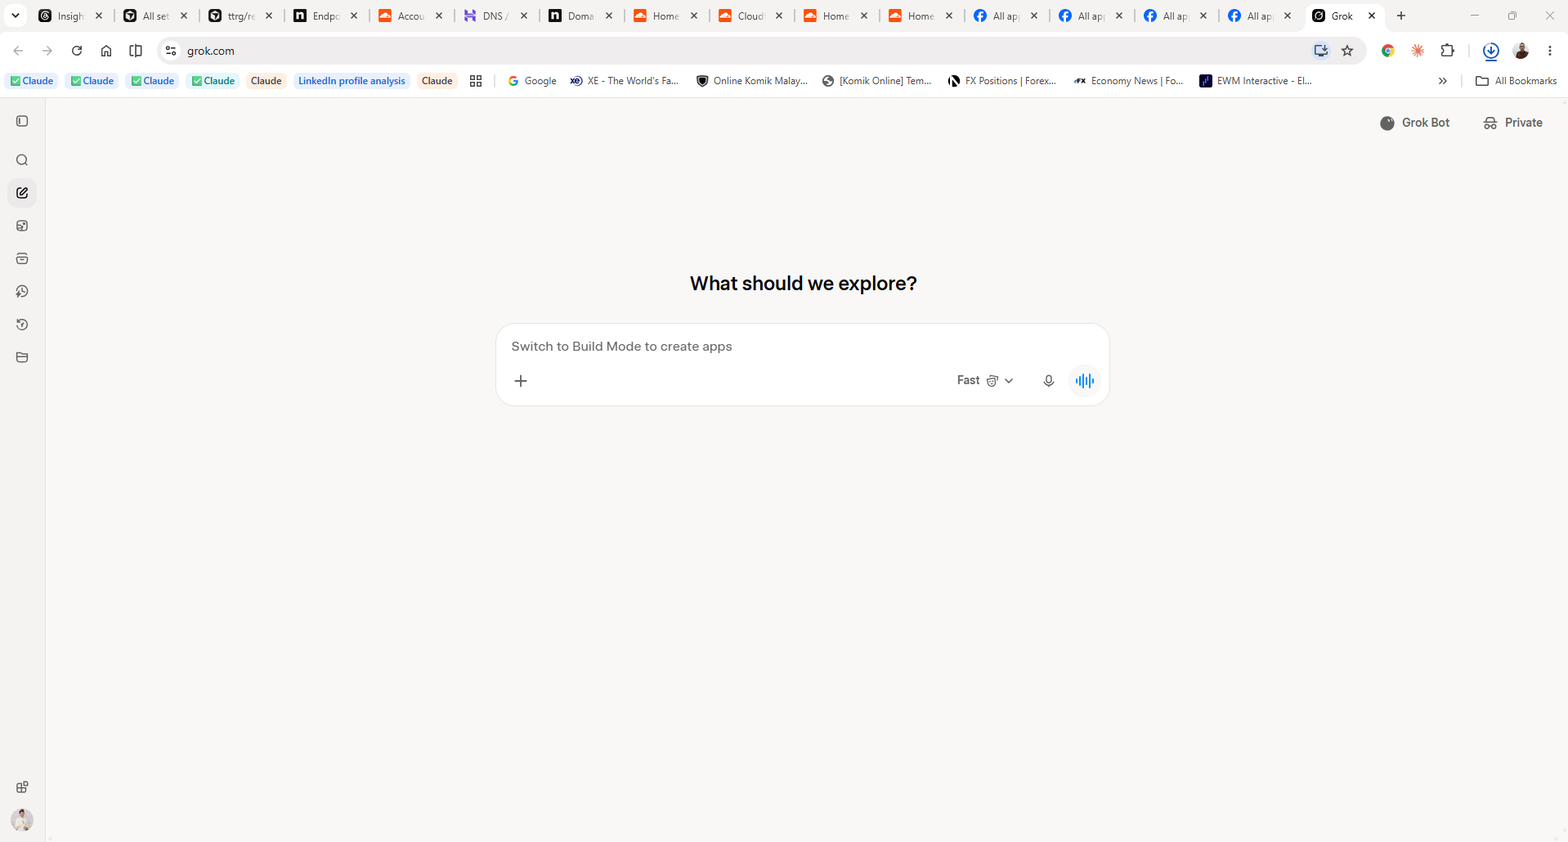 Insigh
All set
ttrg/re
Endpo
Accou
DNS /
Doma
Home
Cloud
Home
Home
All ap
All ap
All ap
All ap
Grok
grok.com
Claude
Claude
Claude
Claude
Claude
LinkedIn profile analysis
Claude
Google
XE - The World's Fa...
Online Komik Malay...
[Komik Online] Tem...
FX Positions | Forex...
Economy News | Fo...
EWM Interactive - El...
All Bookmarks
Grok Bot
Private
What should we explore?
Switch to Build Mode to create apps
Fast